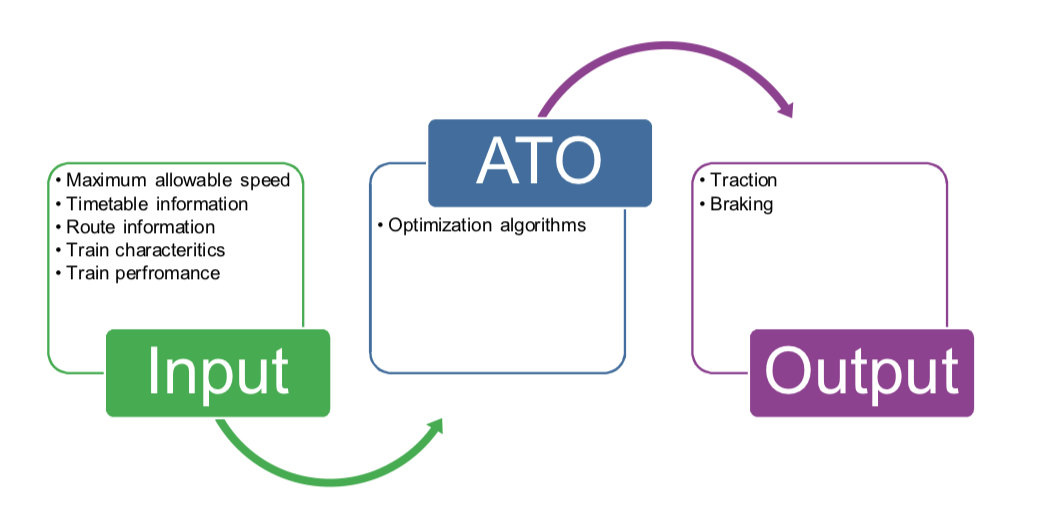 • Maximum allowable speed
• Timetable information
• Route information
• Train characteritics
• Train perfromance
Input
ATO
• Optimization algorithms
• Traction
• Braking
Output